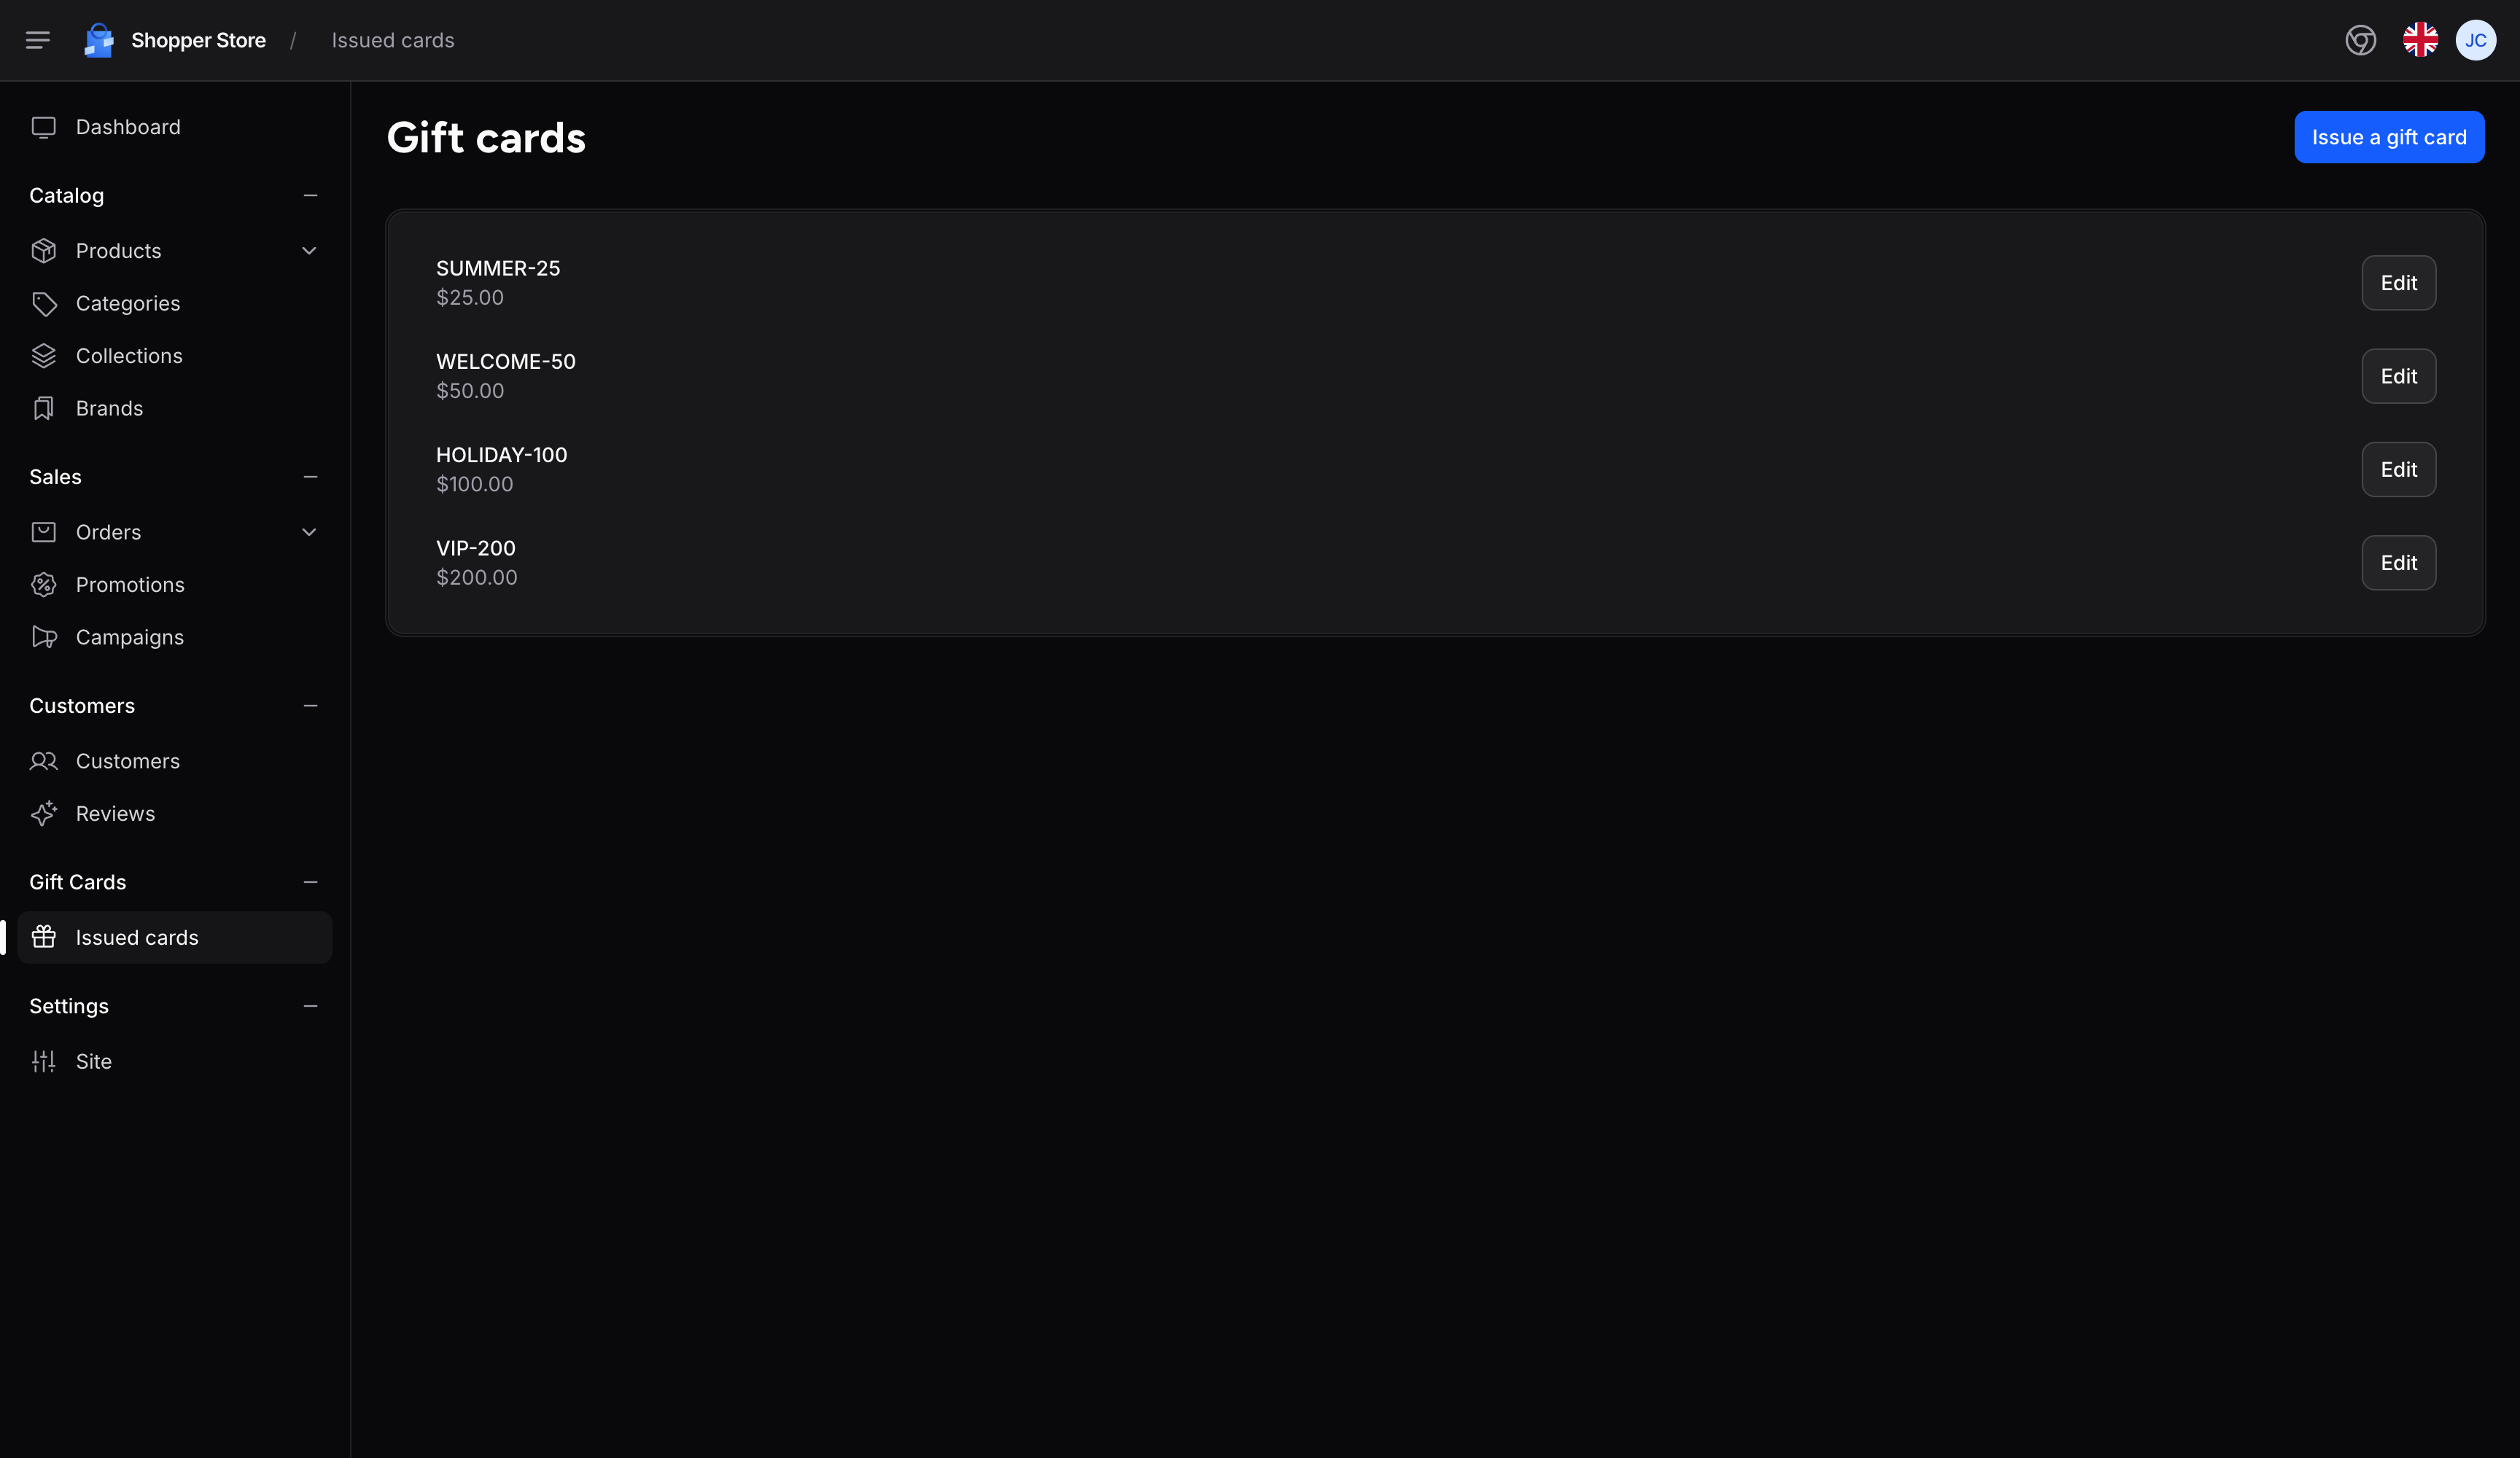 Shopper Store / Issued cards
JC
Dashboard
Catalog
Products
Categories
Collections
Brands
Sales
Orders
Promotions
Campaigns
Customers
Customers
Reviews
Gift Cards
Issued cards
Settings
Site
Gift cards
Issue a gift card
SUMMER-25
$25.00
Edit
WELCOME-50
$50.00
Edit
HOLIDAY-100
$100.00
Edit
VIP-200
$200.00
Edit